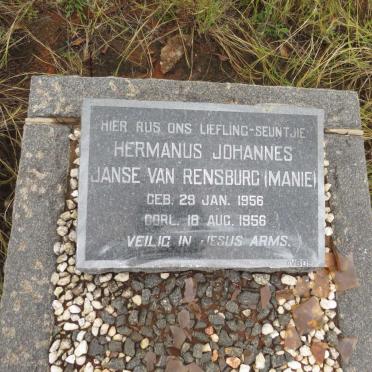 HIER RUS ONS LIEFLING-SEUNTJIE
HERMANUS JOHANNES
JANSE VAN RENSBURG (MANIE)
GEB. 29 JAN. 1956
OORL. 18 AUG. 1956
VEILIG IN JESUS ARMS.